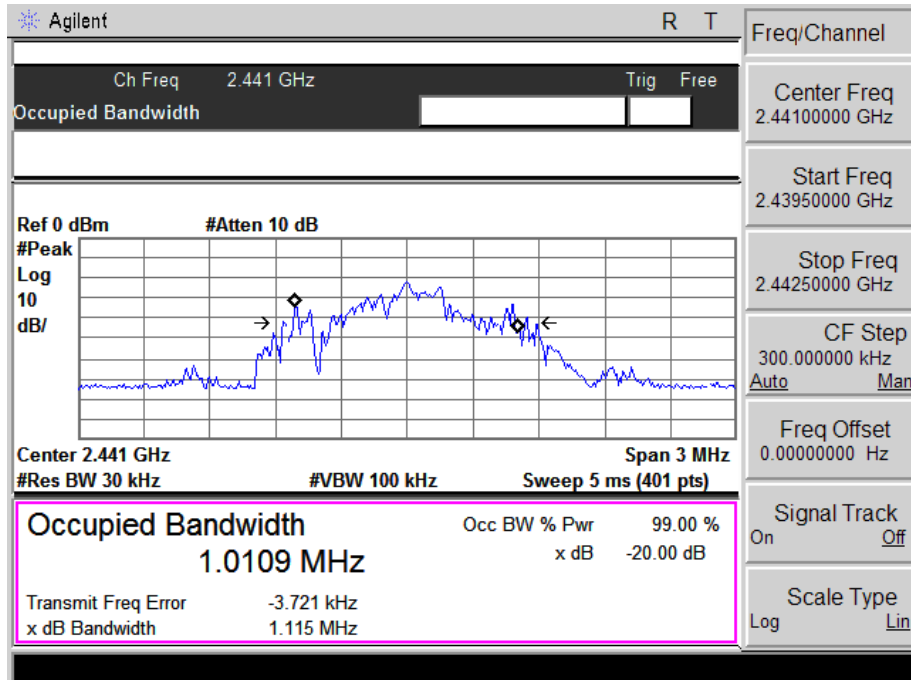 Agilent R T
Ch Freq 2.441 GHz Trig Free
Occupied Bandwidth
Ref 0 dBm #Atten 10 dB
#Peak
Log
10
dB/
Center 2.441 GHz Span 3 MHz
#Res BW 30 kHz #VBW 100 kHz Sweep 5 ms (401 pts)
Occupied Bandwidth
1.0109 MHz
Occ BW % Pwr 99.00 %
x dB -20.00 dB
Transmit Freq Error -3.721 kHz
x dB Bandwidth 1.115 MHz
Freq/Channel
Center Freq
2.44100000 GHz
Start Freq
2.43950000 GHz
Stop Freq
2.44250000 GHz
CF Step
300.000000 kHz
Auto Man
Freq Offset
0.00000000 Hz
Signal Track
On Off
Scale Type
Log Lin